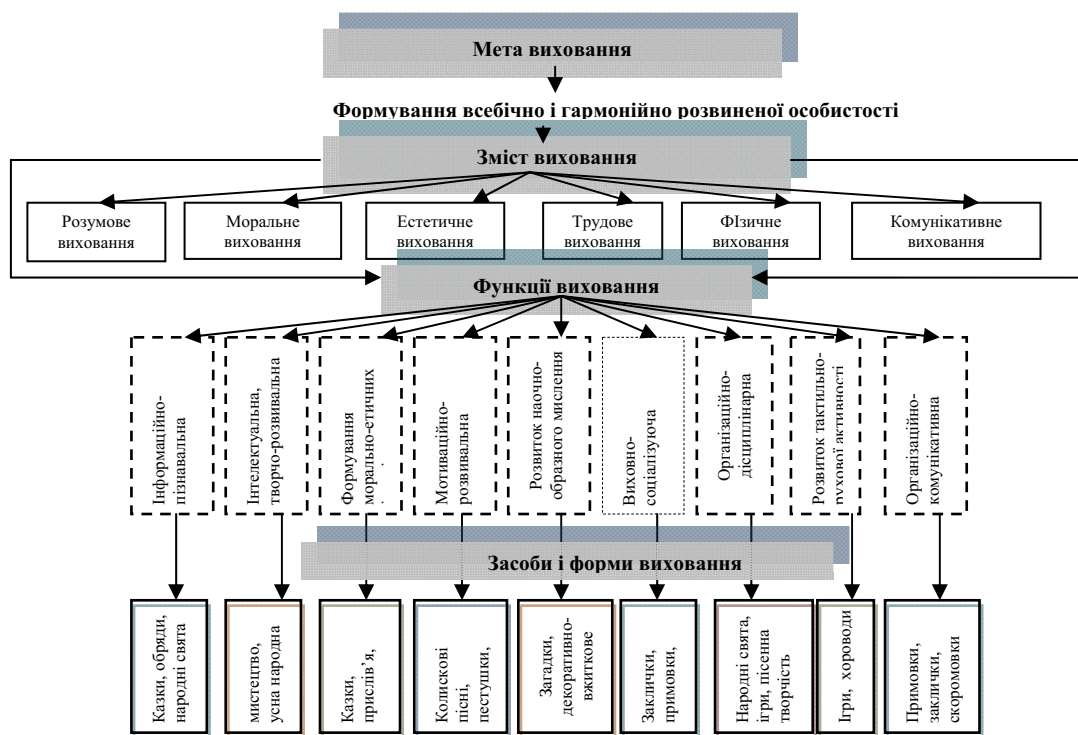 Мета виховання
Формування всебічно і гармонійно розвиненої особистості
Зміст виховання
Розумове
виховання
Моральне
виховання
Естетичне
виховання
Трудове
виховання
ФІзичне
виховання
Комунікативне
виховання
Функції виховання
Інформаційно-
пізнавальна
Інтелектуальна,
творчо-розвивальна
Формування
морально-етичних
Мотиваційно-
розвивальна
Розвиток наочно-
образного мислення
Виховно-
соціалізуюча
Організаційно-
дісциплінарна
Розвиток тактильно-
рухової активності
Організаційно-
комунікативна
Засоби і форми виховання
Казки, обряди,
народні свята
мистецтво,
усна народна
Казки,
прислів’я,
Колискові
пісні,
пестушки,
Загадки,
декоративно-
вжиткове
Заклички,
примовки,
Народні свята,
ігри, пісенна
творчість
Ігри, хороводи
Примовки,
заклички,
скоромовки